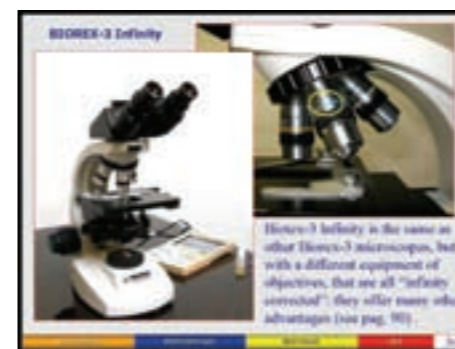 BIOREX-3 Infinity
Biorex-3 Infinity is the same as
other Biorex-3 microscopes, but
with a different equipment of
objectives, that are all "infinity
corrected": they offer many othe
advantages (see pag. 90).